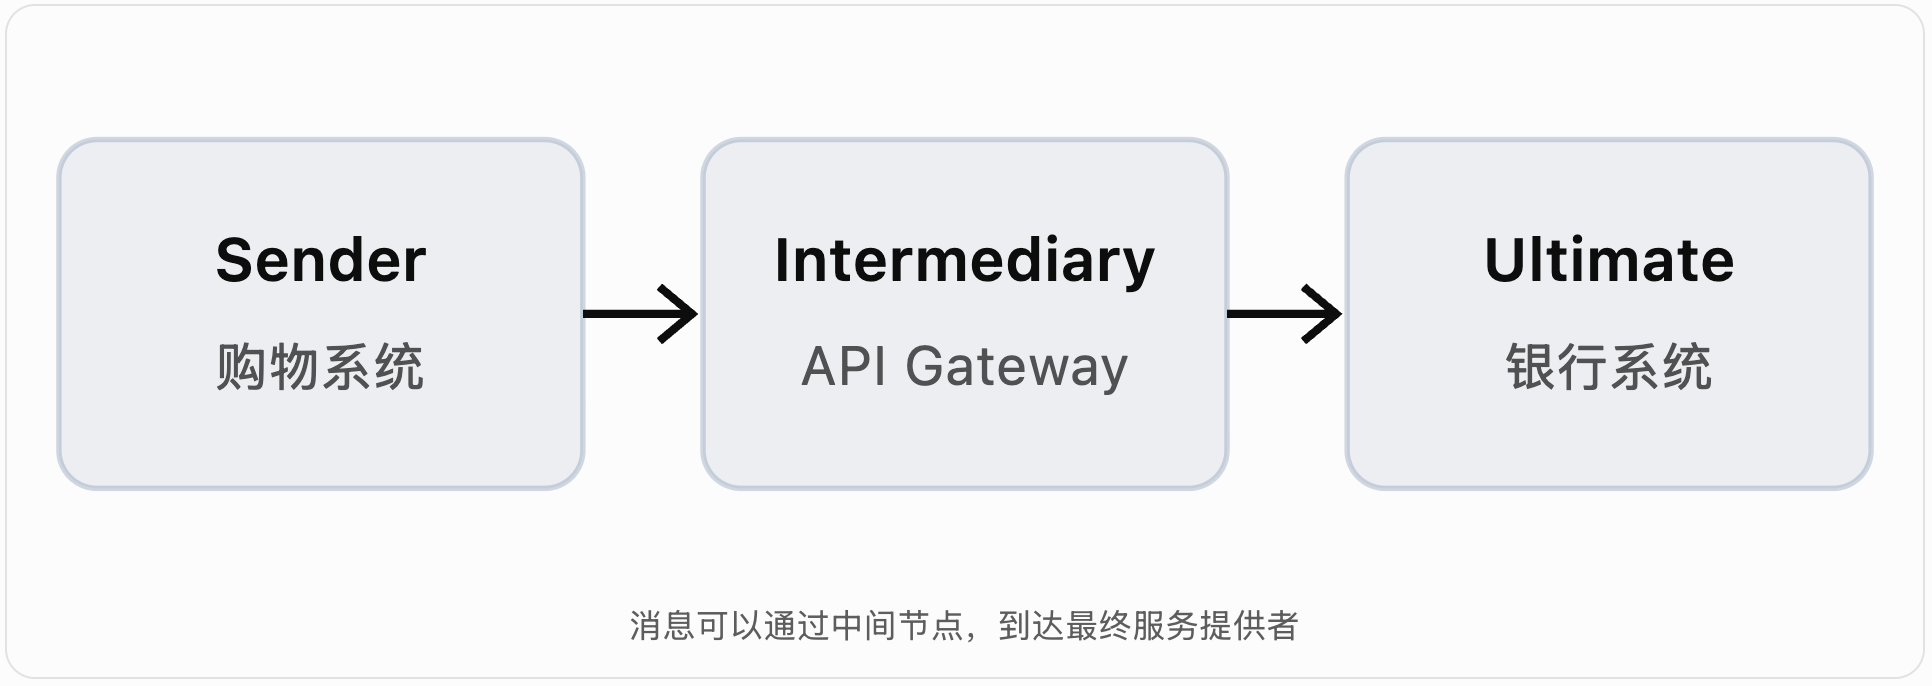 Sender
购物系统
Intermediary
API Gateway
Ultimate
银行系统
消息可以通过中间节点，到达最终服务提供者